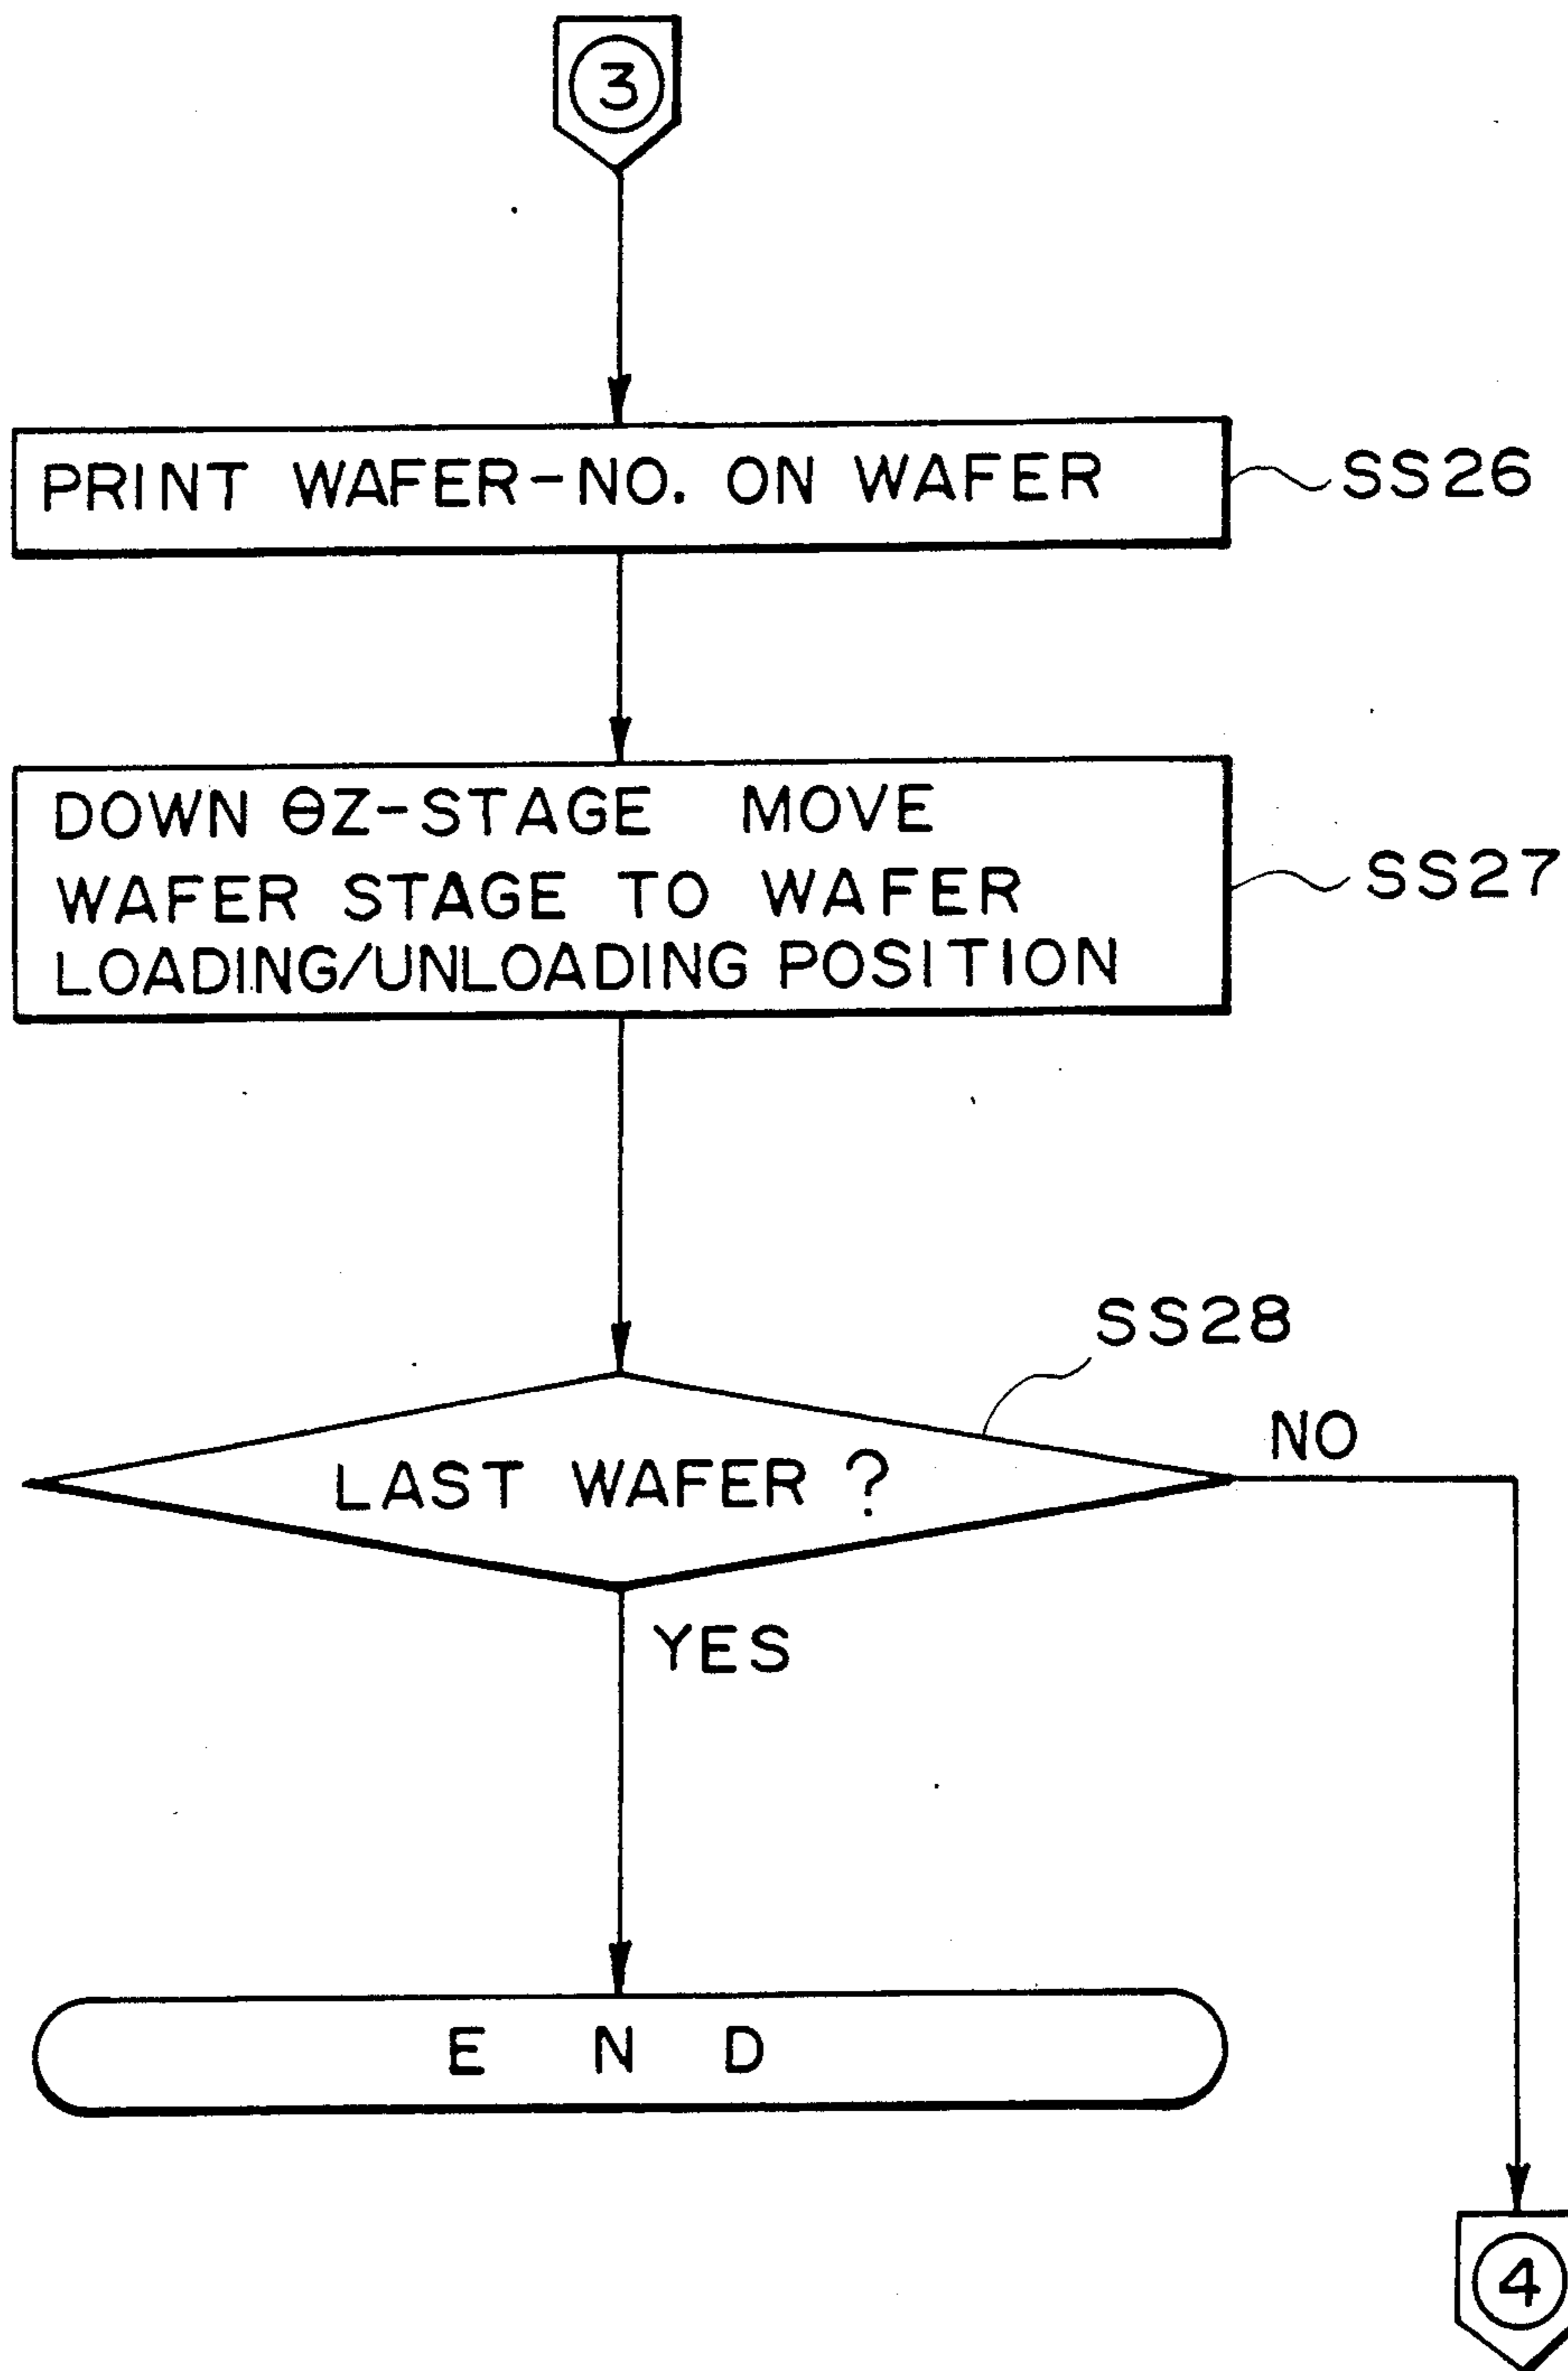 3
PRINT WAFER-NO. ON WAFER
SS26
DOWN ΘZ-STAGE MOVE
WAFER STAGE TO WAFER
LOADING/UNLOADING POSITION
SS27
SS28
LAST WAFER ?
NO
YES
E N D
4